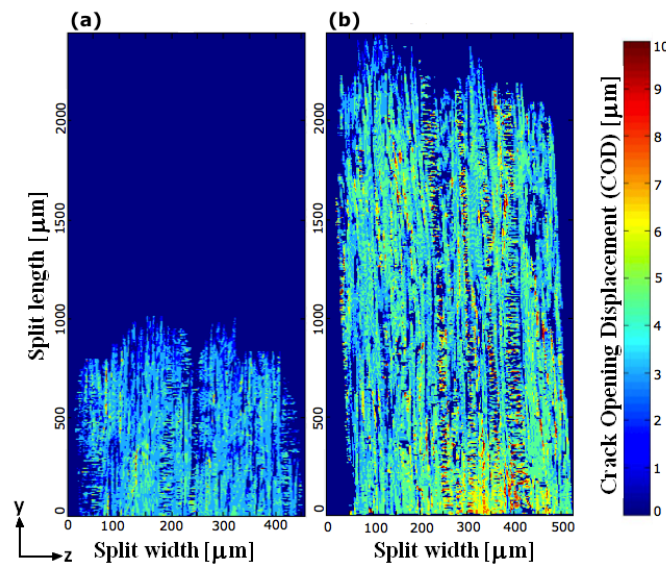 (a)
(b)
Split length [μm]
0
500
1000
1500
2000
0
500
1000
1500
2000
0 100 200 300 400
0 100 200 300 400 500
Split width [μm]
Split width [μm]
y
z
10
9
8
7
6
5
4
3
2
1
0
Crack Opening Displacement (COD) [μm]